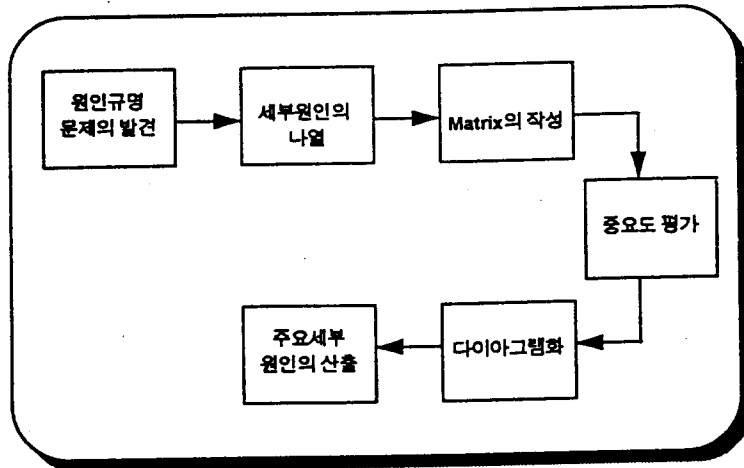 원인규명
문제의 발견
세부원인의
나열
Matrix의 작성
중요도 평가
다이아그램화
주요세부
원인의 산출